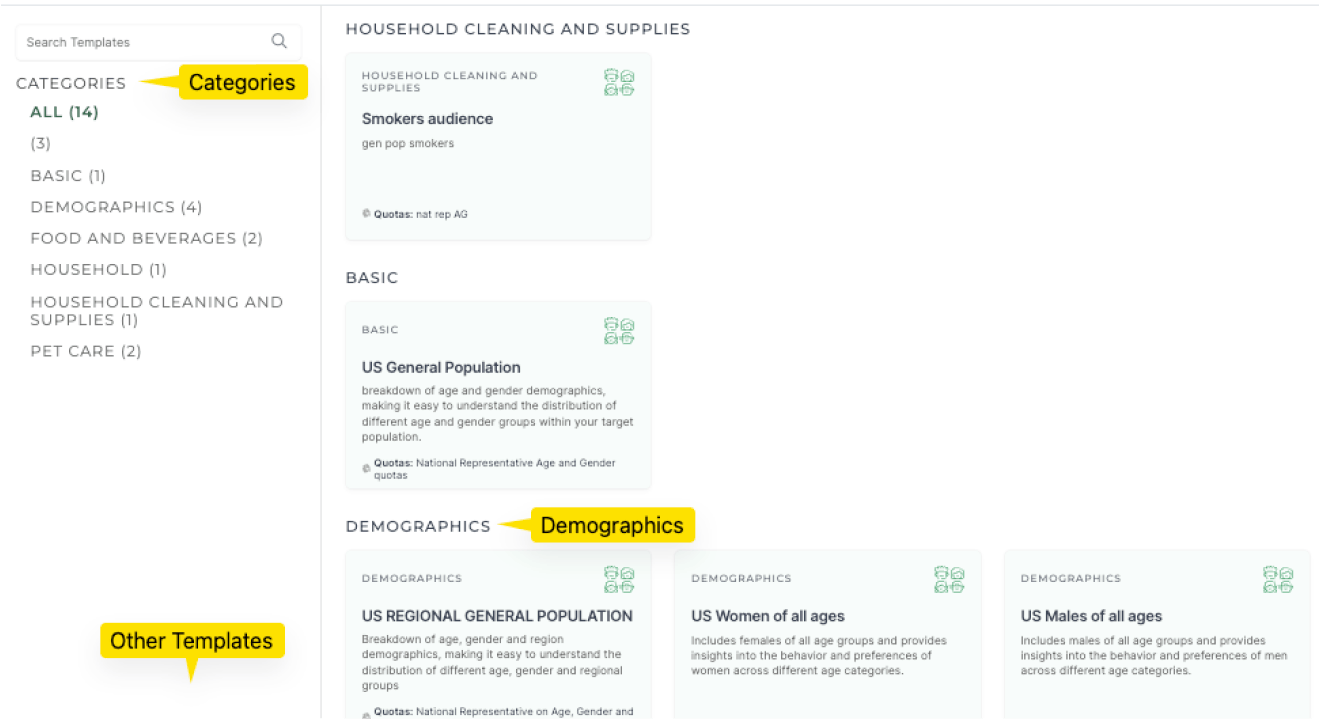 Search Templates
CATEGORIES
Categories
ALL (14)
(3)
BASIC (1)
DEMOGRAPHICS (4)
FOOD AND BEVERAGES (2)
HOUSEHOLD (1)
HOUSEHOLD CLEANING AND
SUPPLIES (1)
PET CARE (2)
Other Templates
HOUSEHOLD CLEANING AND SUPPLIES
HOUSEHOLD CLEANING AND
SUPPLIES
Smokers audience
gen pop smokers
Quotas: nat rep AG
BASIC
BASIC
US General Population
breakdown of age and gender demographics,
making it easy to understand the distribution of
different age and gender groups within your target
population.
Quotas: National Representative Age and Gender
quotas
DEMOGRAPHICS
Demographics
DEMOGRAPHICS
US REGIONAL GENERAL POPULATION
Breakdown of age, gender and region
demographics, making it easy to understand the
distribution of different age, gender and regional
groups
Quotas: National Representative on Age, Gender and
DEMOGRAPHICS
US Women of all ages
Includes females of all age groups and provides
insights into the behavior and preferences of
women across different age categories.
DEMOGRAPHICS
US Males of all ages
Includes males of all age groups and provides
insights into the behavior and preferences of men
across different age categories.